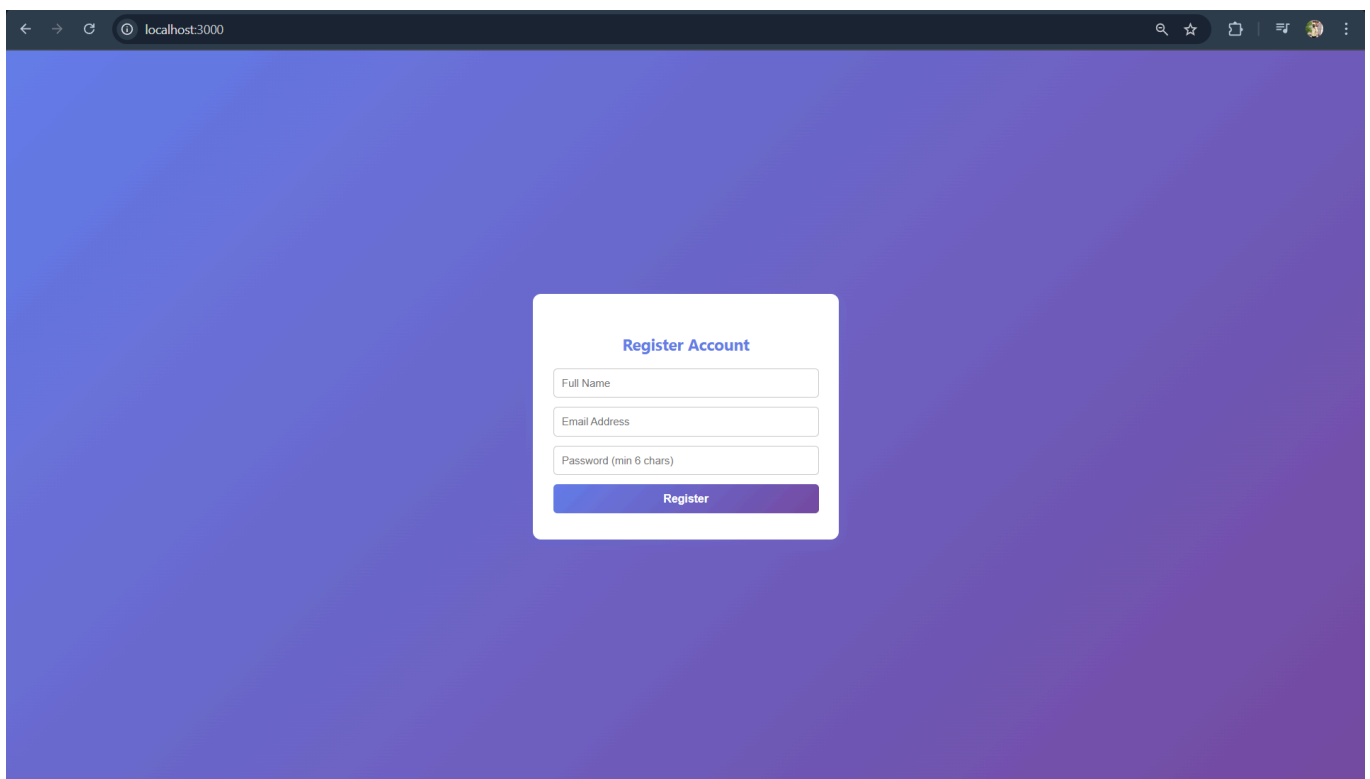 localhost:3000
Register Account
Full Name
Email Address
Password (min 6 chars)
Register